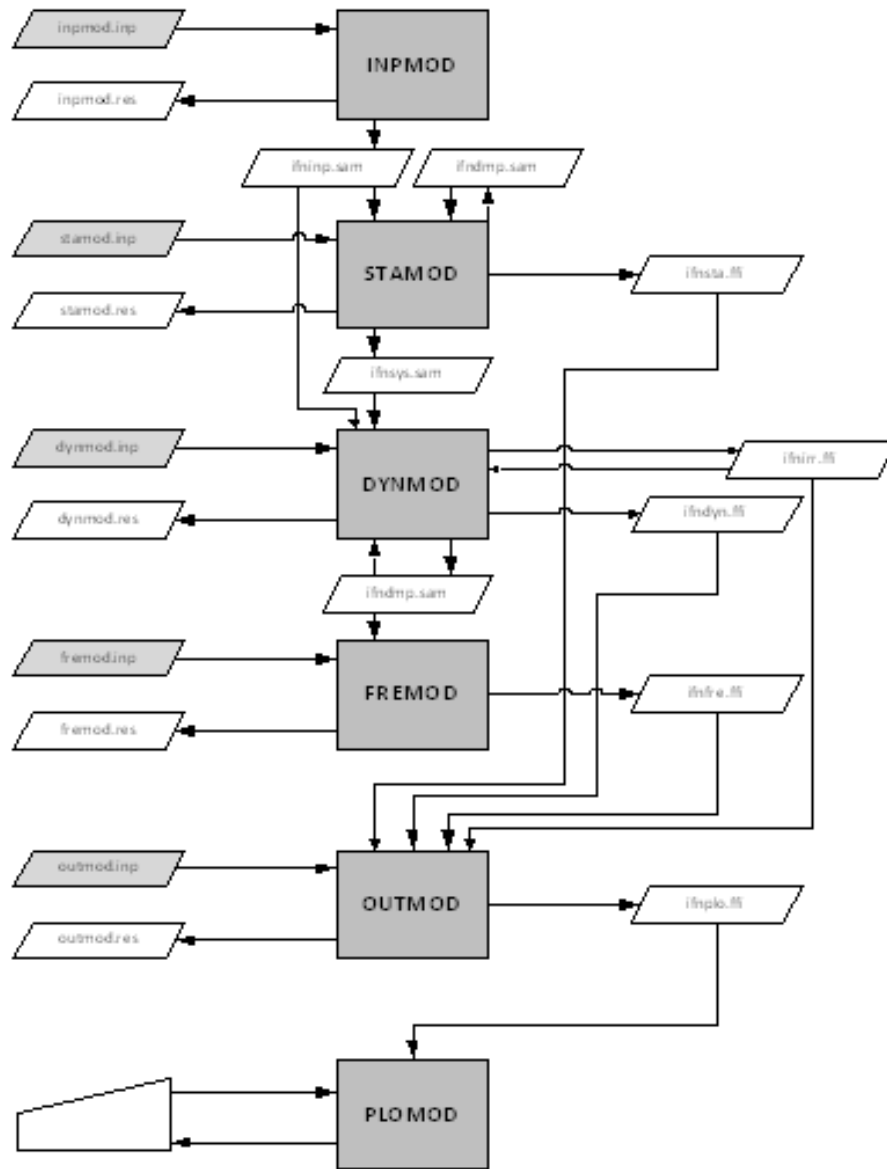 inpmod.inp
INPMOD
inpmod.res
ifninp.sam
ifndmp.sam
stamod.inp
STAMOD
ifnsta.ffi
stamod.res
ifnsys.sam
dynmod.inp
ifnirr.ffi
DYNMOD
dynmod.res
ifndyn.ffi
ifndmp.sam
fremod.inp
FREMOD
ifnfre.ffi
fremod.res
outmod.inp
OUTMOD
ifnplo.ffi
outmod.res
PLOMOD